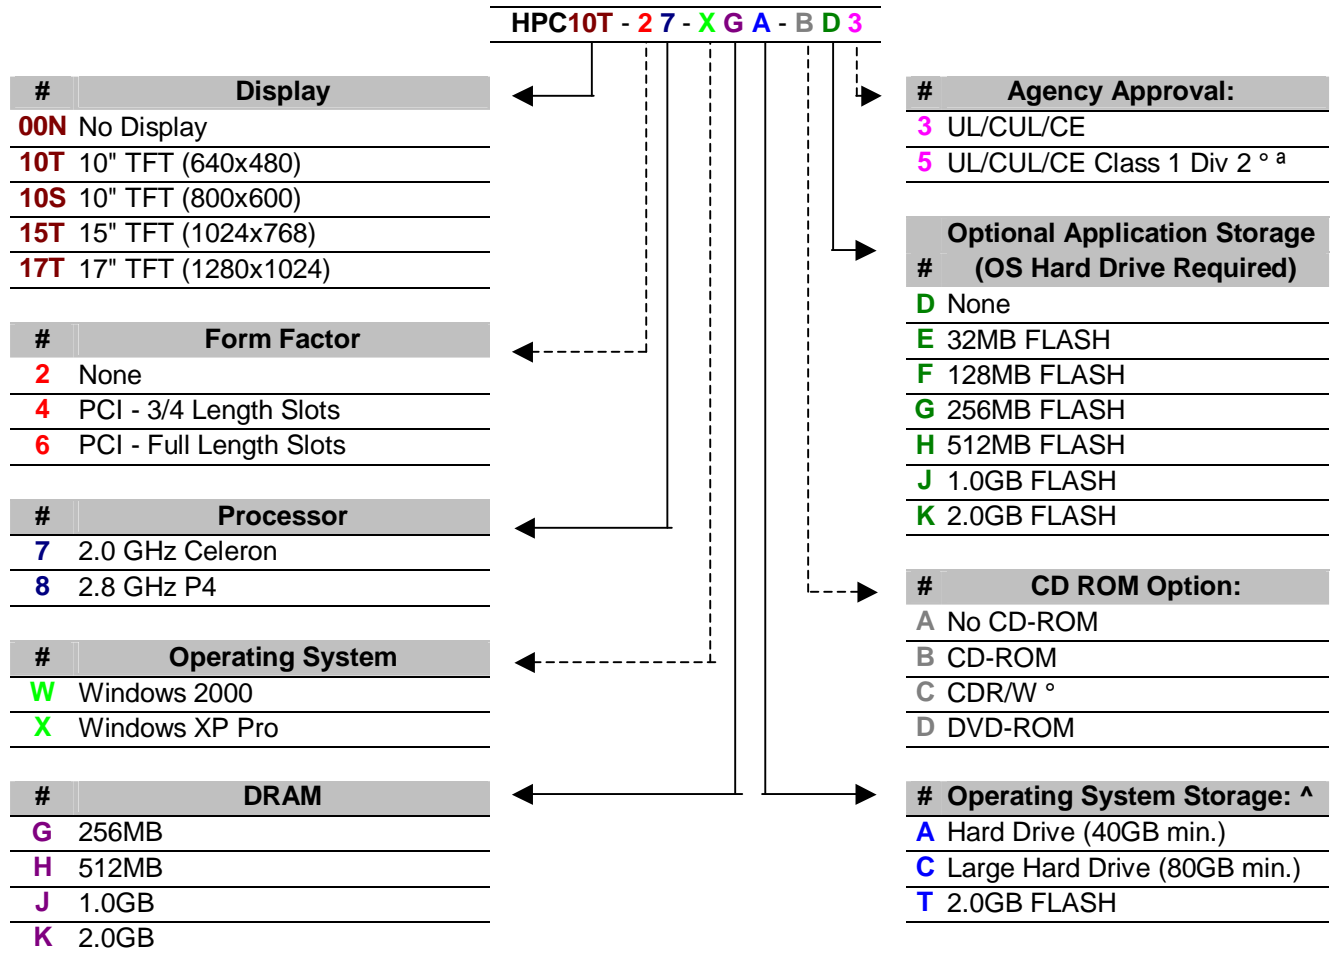 HPC10T - 2 7 - X G A - B D 3
# Display
00N No Display
10T 10" TFT (640x480)
10S 10" TFT (800x600)
15T 15" TFT (1024x768)
17T 17" TFT (1280x1024)
# Form Factor
2 None
4 PCI - 3/4 Length Slots
6 PCI - Full Length Slots
# Processor
7 2.0 GHz Celeron
8 2.8 GHz P4
# Operating System
W Windows 2000
X Windows XP Pro
# DRAM
G 256MB
H 512MB
J 1.0GB
K 2.0GB
# Agency Approval:
3 UL/CUL/CE
5 UL/CUL/CE Class 1 Div 2 ° ª
Optional Application Storage
# (OS Hard Drive Required)
D None
E 32MB FLASH
F 128MB FLASH
G 256MB FLASH
H 512MB FLASH
J 1.0GB FLASH
K 2.0GB FLASH
# CD ROM Option:
A No CD-ROM
B CD-ROM
C CDR/W °
D DVD-ROM
# Operating System Storage: ^
A Hard Drive (40GB min.)
C Large Hard Drive (80GB min.)
T 2.0GB FLASH